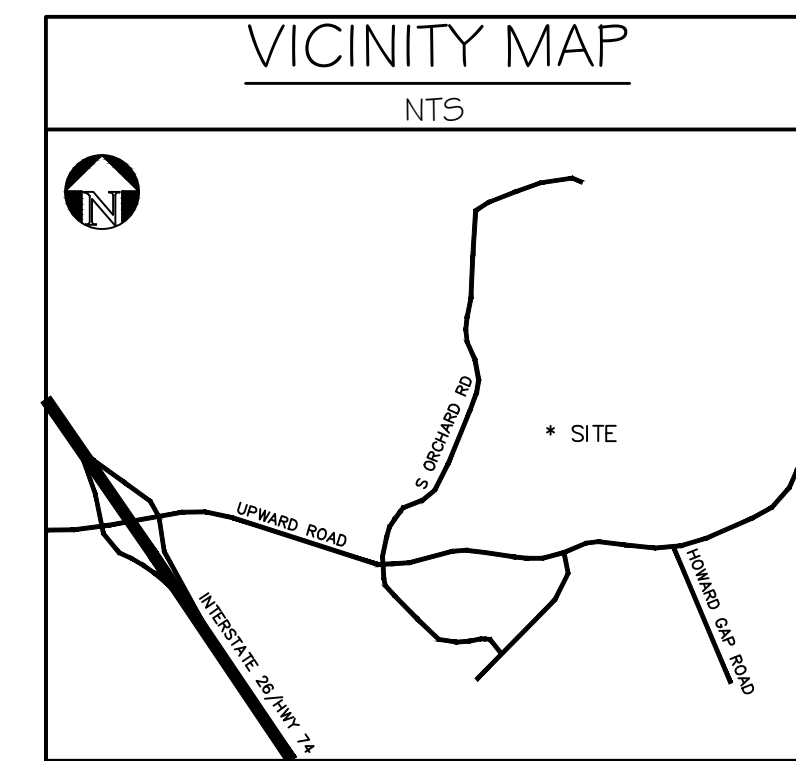 VICINITY MAP
NTS
N
S ORCHARD RD
* SITE
UPWARD ROAD
HOWARD GAP ROAD
INTERSTATE 26/HWY 74